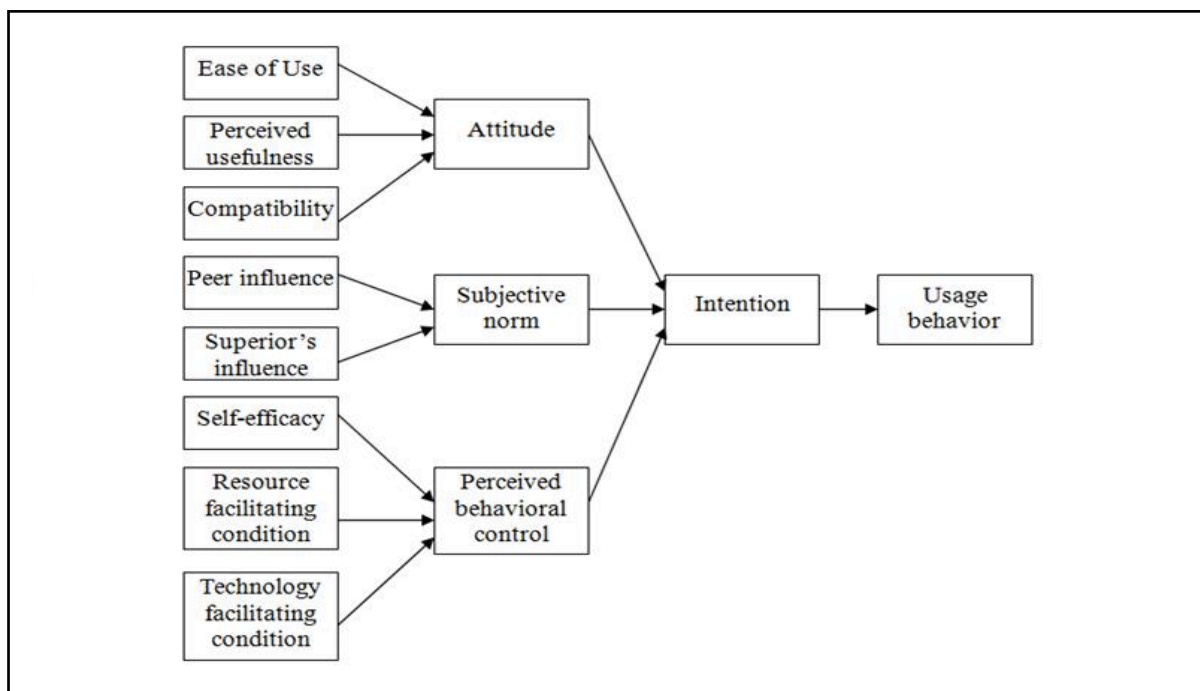 Ease of Use
Perceived
usefulness
Compatibility
Peer influence
Superior's
influence
Self-efficacy
Resource
facilitating
condition
Technology
facilitating
condition
Attitude
Subjective
norm
Perceived
behavioral
control
Intention
Usage
behavior